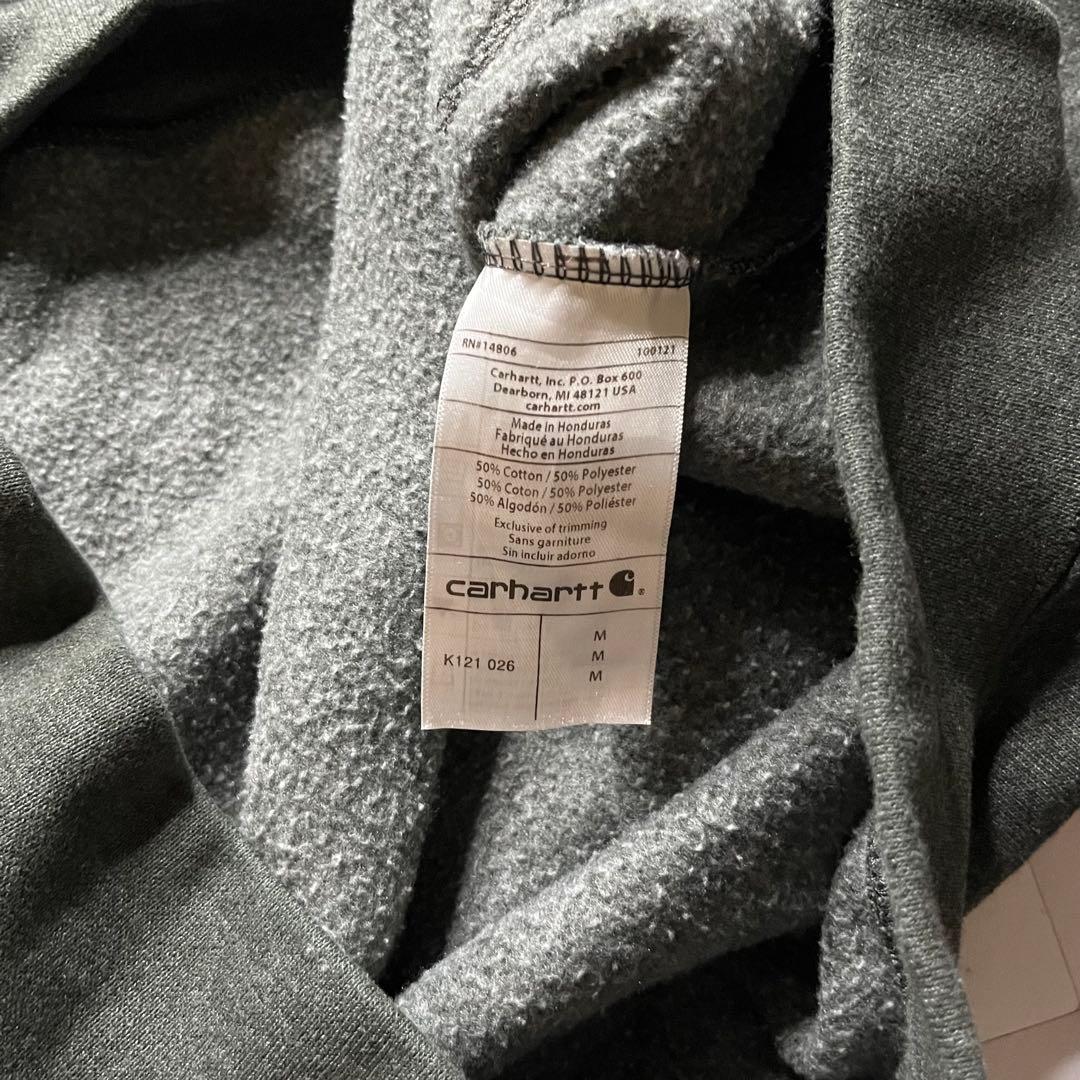 RN#14806 100121
Carhartt, Inc. P.O. Box 600
Dearborn, MI 48121 USA
carhartt.com
Made in Honduras
Fabriqué au Honduras
Hecho en Honduras
50% Cotton / 50% Polyester
50% Coton / 50% Polyester
50% Algodón / 50% Poliéster
Exclusive of trimming
Sans garniture
Sin incluir adorno
carhartt
M
K121 026 M
M